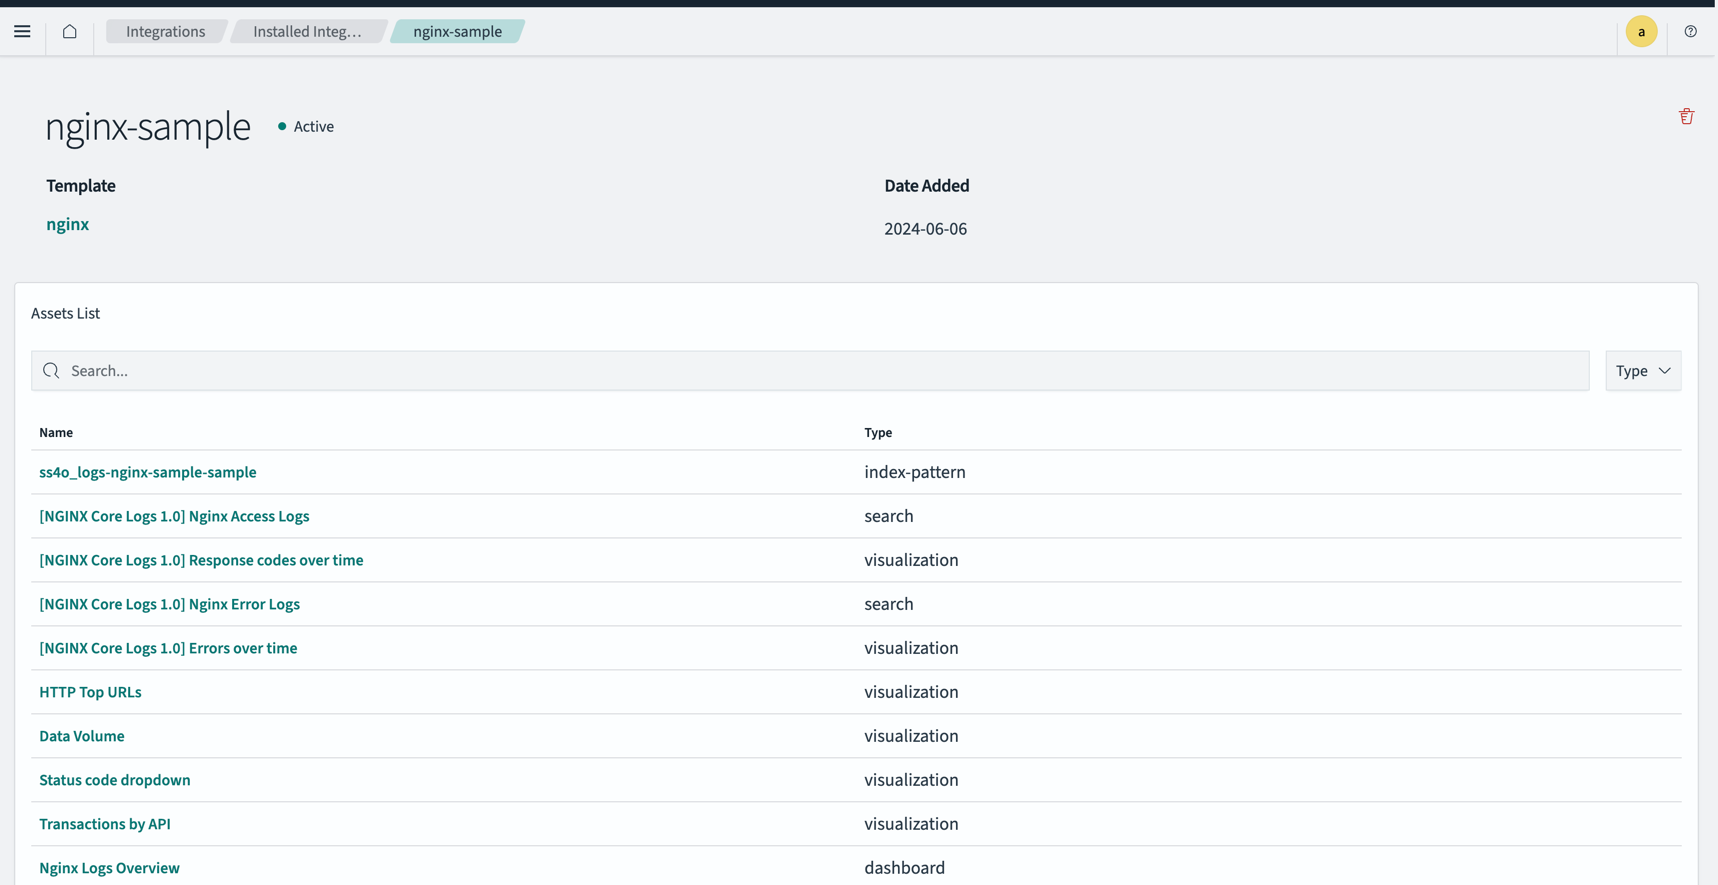 Integrations Installed Integ... nginx-sample a
nginx-sample Active
Template Date Added
nginx 2024-06-06
Assets List
Search... Type
Name Type
ss4o_logs-nginx-sample-sample index-pattern
[NGINX Core Logs 1.0] Nginx Access Logs search
[NGINX Core Logs 1.0] Response codes over time visualization
[NGINX Core Logs 1.0] Nginx Error Logs search
[NGINX Core Logs 1.0] Errors over time visualization
HTTP Top URLs visualization
Data Volume visualization
Status code dropdown visualization
Transactions by API visualization
Nginx Logs Overview dashboard